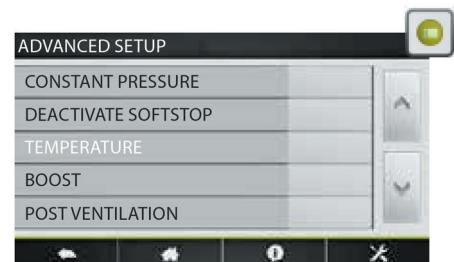 ADVANCED SETUP
CONSTANT PRESSURE
DEACTIVATE SOFTSTOP
TEMPERATURE
BOOST
POST VENTILATION